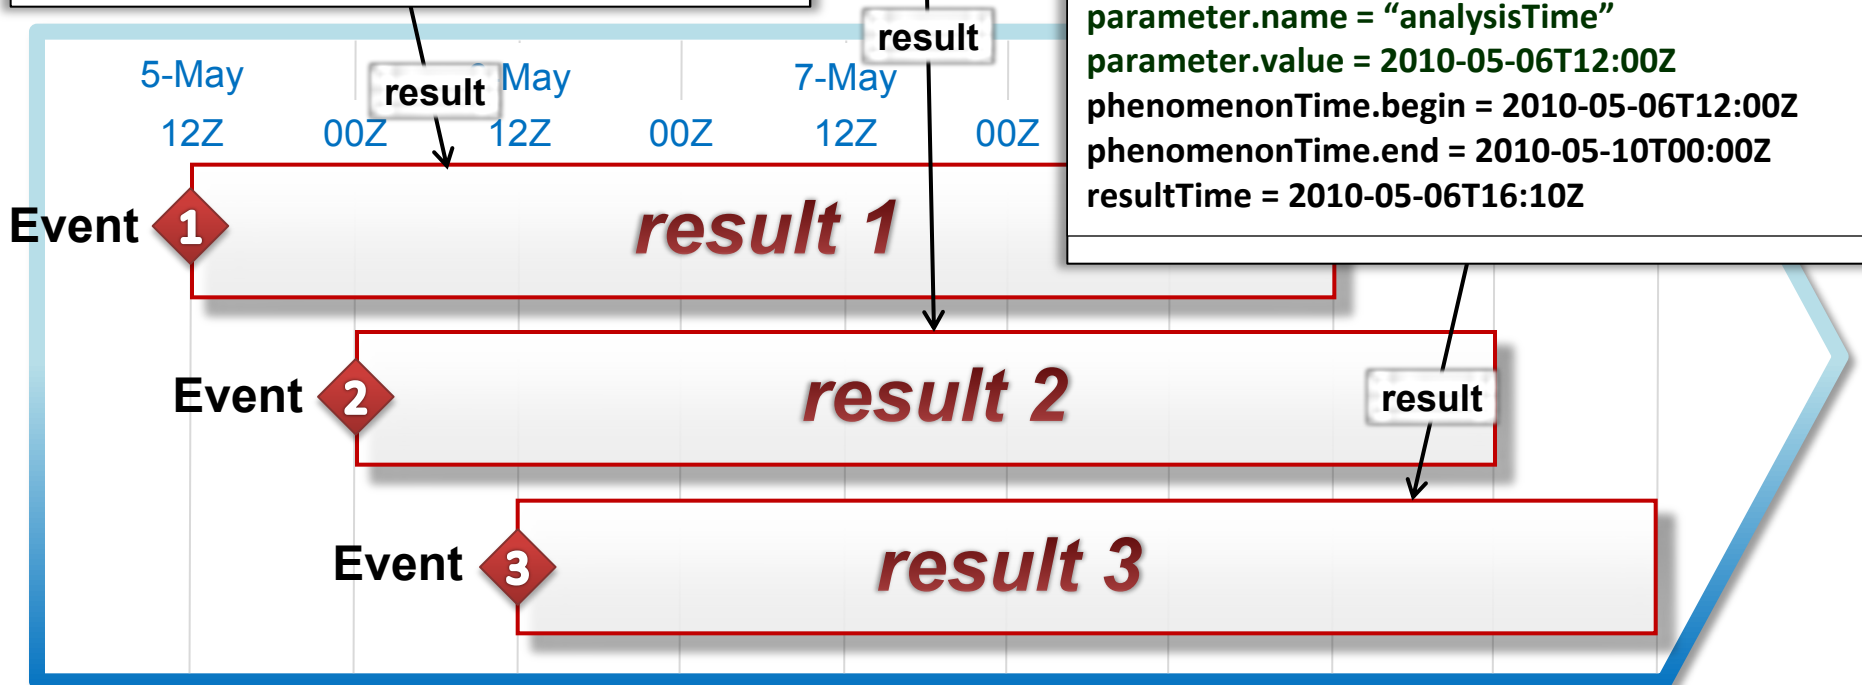 parameter.name = “analysisTime”
parameter.value = 2010-05-06T12:00Z
phenomenonTime.begin = 2010-05-06T12:00Z
phenomenonTime.end = 2010-05-10T00:00Z
resultTime = 2010-05-06T16:10Z
result
5-May
May
7-May
result
12Z 00Z 12Z 00Z 12Z 00Z
Event 1 result 1
Event 2 result 2
result
Event 3 result 3